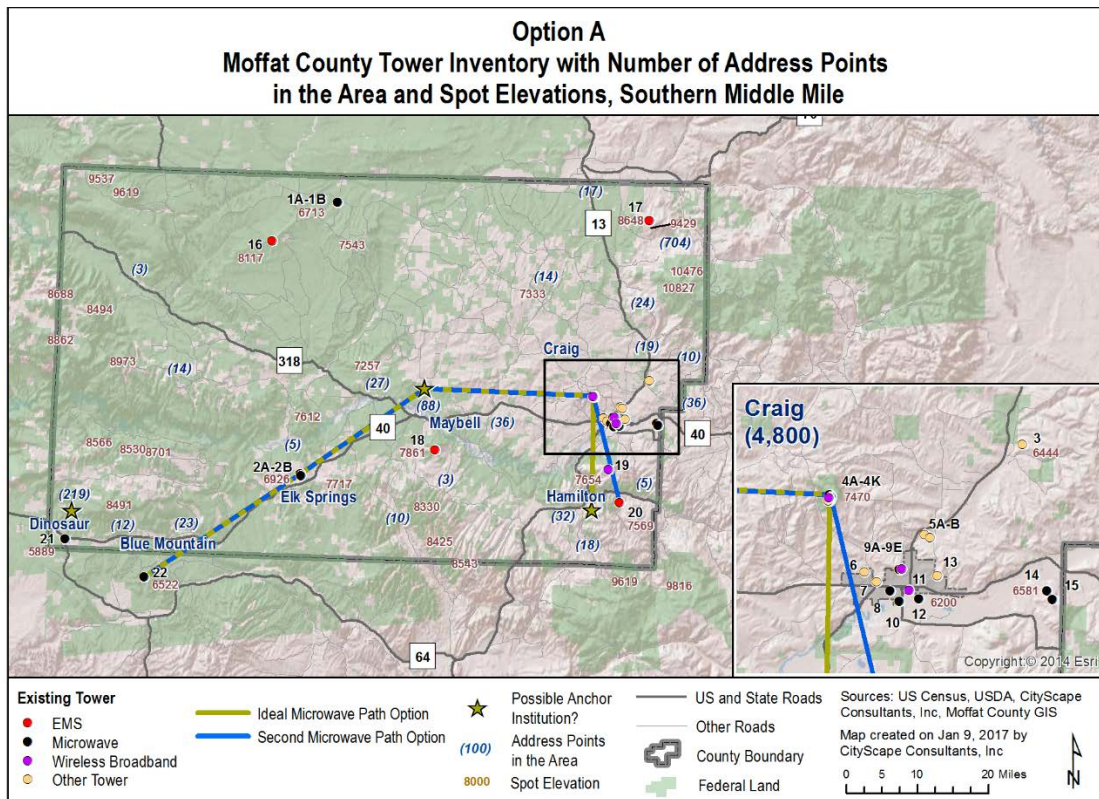 Option A
Moffat County Tower Inventory with Number of Address Points
in the Area and Spot Elevations, Southern Middle Mile
9537
9619
1A-1B
6713
(17)
17
13
8648
9429
16
8117
7543
(704)
(3)
(14)
7333
10476
10827
8688
8494
(24)
8862
8973
318
7257
Craig
(19)
(10)
(14)
(27)
(88)
Maybell
(36)
(36)
40
7612
40
18
7861
8566
8530
8701
(5)
2A-2B
6926
7717
Elk Springs
(3)
19
7654
(5)
(219)
8491
8330
Hamilton
20
Dinosaur
(12)
(23)
(10)
(32)
7569
21
5889
Blue Mountain
8425
(18)
8543
22
6522
9619
9816
64
Craig
(4,800)
3
6444
4A-4K
7470
5A-B
9A-9E
6
13
11
7
14
6581
15
8
6200
10
12
Copyright:© 2014 Esri
Existing Tower
EMS
Microwave
Wireless Broadband
Other Tower
Ideal Microwave Path Option
Second Microwave Path Option
Possible Anchor
Institution?
(100)
Address Points
in the Area
8000
Spot Elevation
US and State Roads
Other Roads
County Boundary
Federal Land
Sources: US Census, USDA, CityScape
Consultants, Inc, Moffat County GIS
Map created on Jan 9, 2017 by
CityScape Consultants, Inc
0 5 10 20 Miles
N